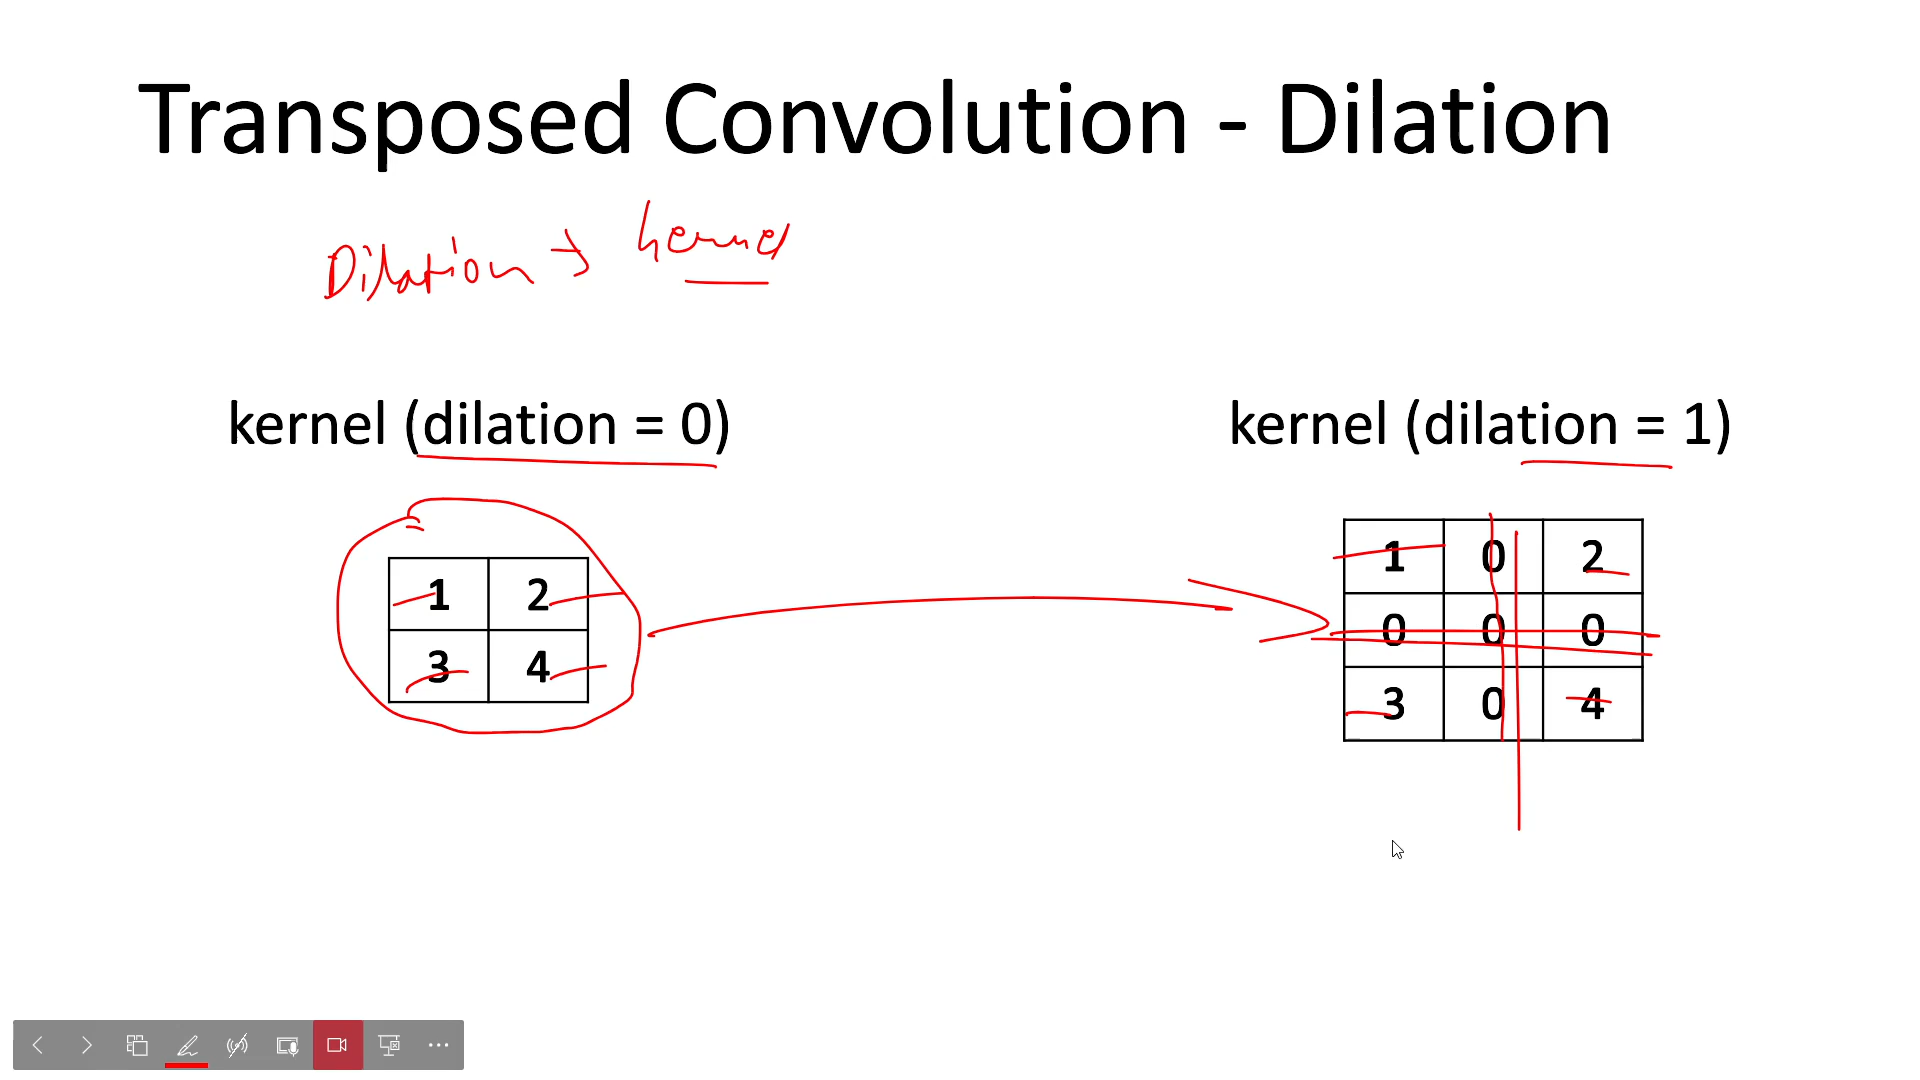 Transposed Convolution - Dilation
Dilation → kernel
kernel (dilation = 0)
kernel (dilation = 1)
1 2
3 4
1 0 2
0 0 0
3 0 4